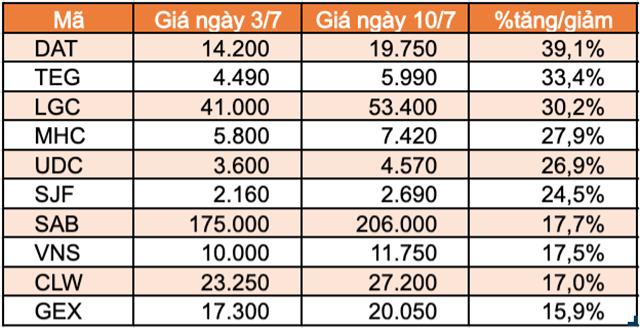 Mã Giá ngày 3/7 Giá ngày 10/7 %tăng/giảm
DAT 14.200 19.750 39,1%
TEG 4.490 5.990 33,4%
LGC 41.000 53.400 30,2%
MHC 5.800 7.420 27,9%
UDC 3.600 4.570 26,9%
SJF 2.160 2.690 24,5%
SAB 175.000 206.000 17,7%
VNS 10.000 11.750 17,5%
CLW 23.250 27.200 17,0%
GEX 17.300 20.050 15,9%